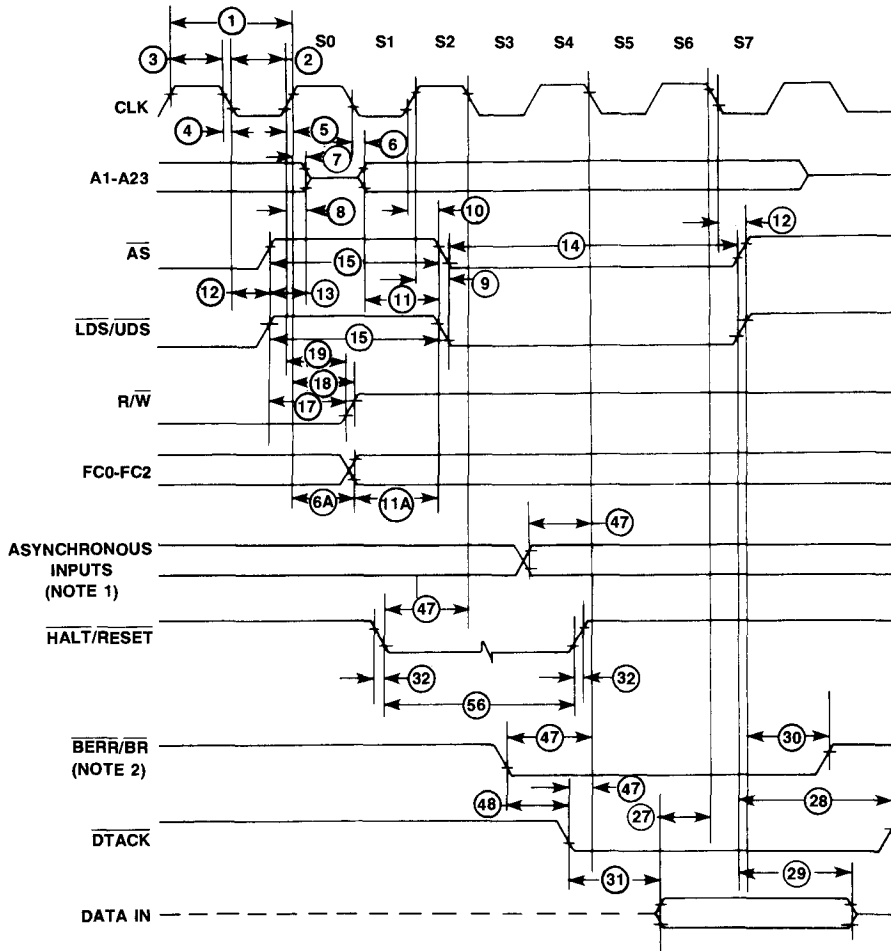 1
S0 S1 S2 S3 S4 S5 S6 S7
3 2
CLK
4 5 6
7
A1-A23
8 10 12
AS
14
15
12 13 11 9
LDS/UDS
15
19
18
R/W
17
FC0-FC2
6A 11A
47
ASYNCHRONOUS
INPUTS
(NOTE 1)
47
HALT/RESET
32 32
56
BERR/BR
(NOTE 2)
47 30
47
48 27 28
DTACK
31 29
DATA IN